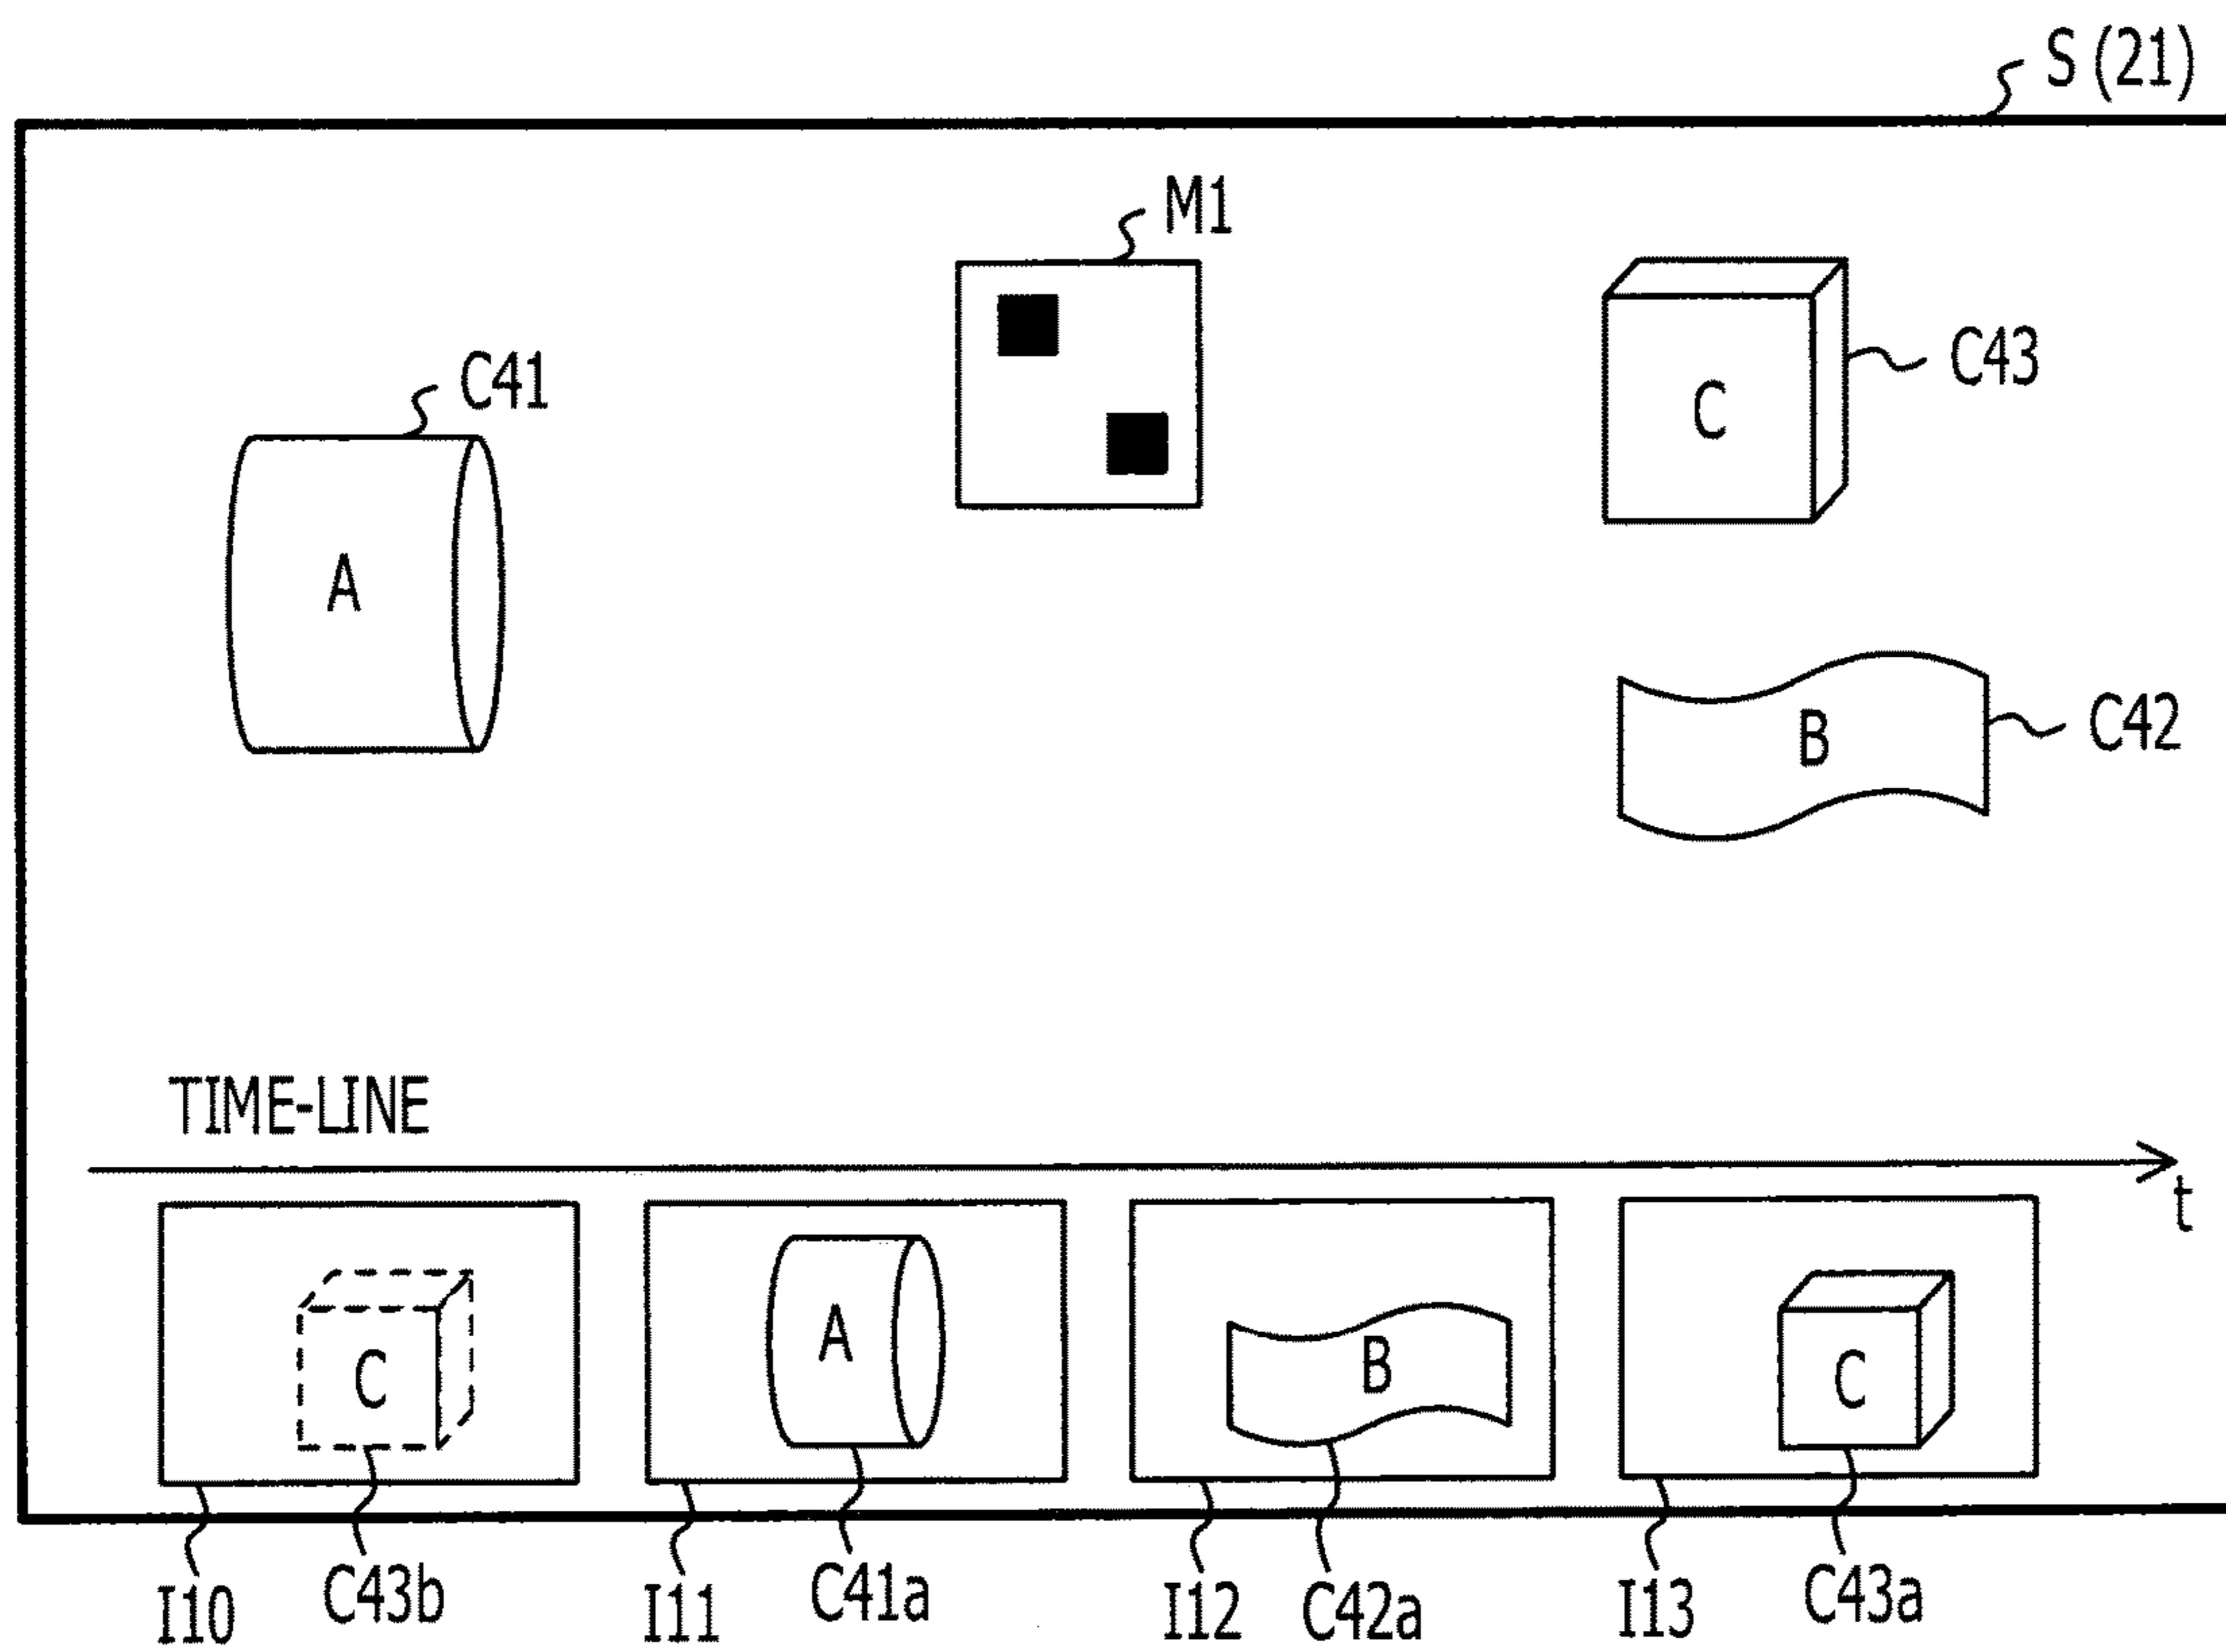 S (21)
M1
C41
C43
C
A
C42
B
TIME-LINE
t
C
A
B
C
I10
C43b
I11
C41a
I12
C42a
I13
C43a